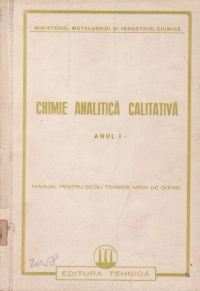 MINISTERUL METALURGIEI ȘI INDUSTRIEI CHIMICE
CHIMIE ANALITICĂ CALITATIVĂ
ANUL I
MANUAL PENTRU ȘCOLI TEHNICE MEDII DE CHIMIE
EDITURA TEHNICĂ